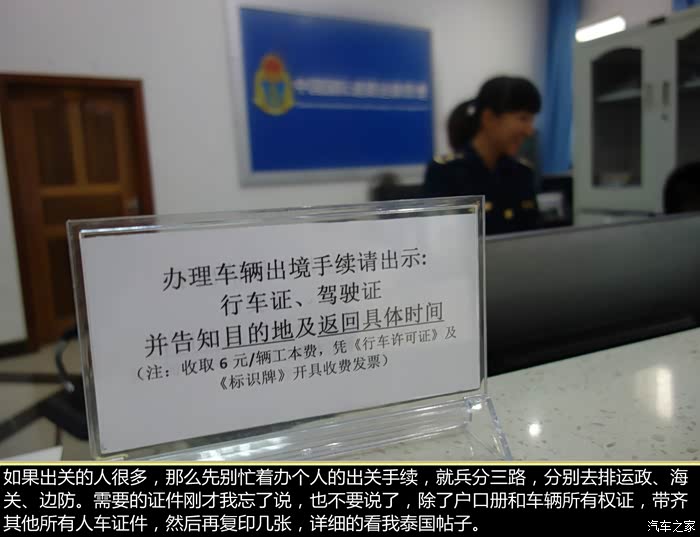 办理车辆出境手续请出示:
行车证、驾驶证
并告知目的地及返回具体时间
（注：收取 6 元/辆工本费，凭《行车许可证》及
《标识牌》开具收费发票）
如果出关的人很多，那么先别忙着办个人的出关手续，就兵分三路，分别去排运政、海
关、边防。需要的证件刚才我忘了说，也不要说了，除了户口册和车辆所有权证，带齐
其他所有人车证件，然后再复印几张，详细的看我泰国帖子。
汽车之家